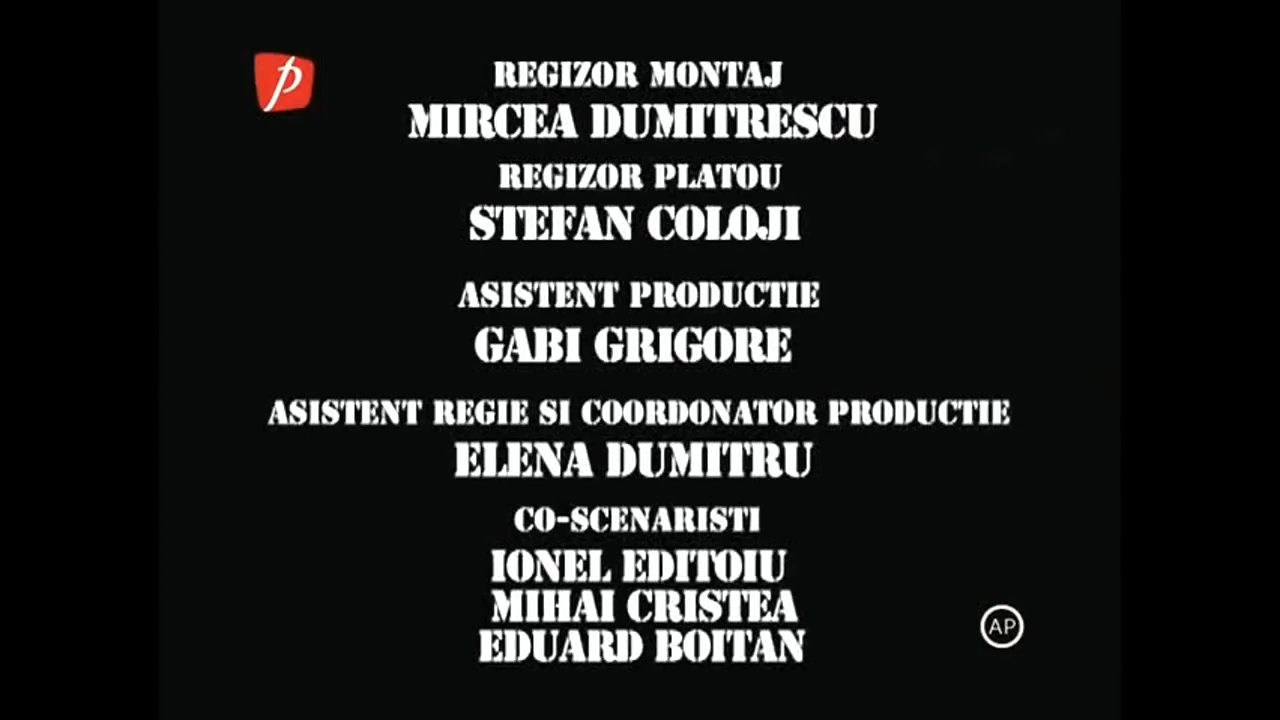 p
REGIZOR MONTAJ
MIRCEA DUMITRESCU
REGIZOR PLATOU
STEFAN COLOJI
ASISTENT PRODUCTIE
GABI GRIGORE
ASISTENT REGIE SI COORDONATOR PRODUCTIE
ELENA DUMITRU
CO-SCENARISTI
IONEL EDITOIU
MIHAI CRISTEA
EDUARD BOITAN
AP